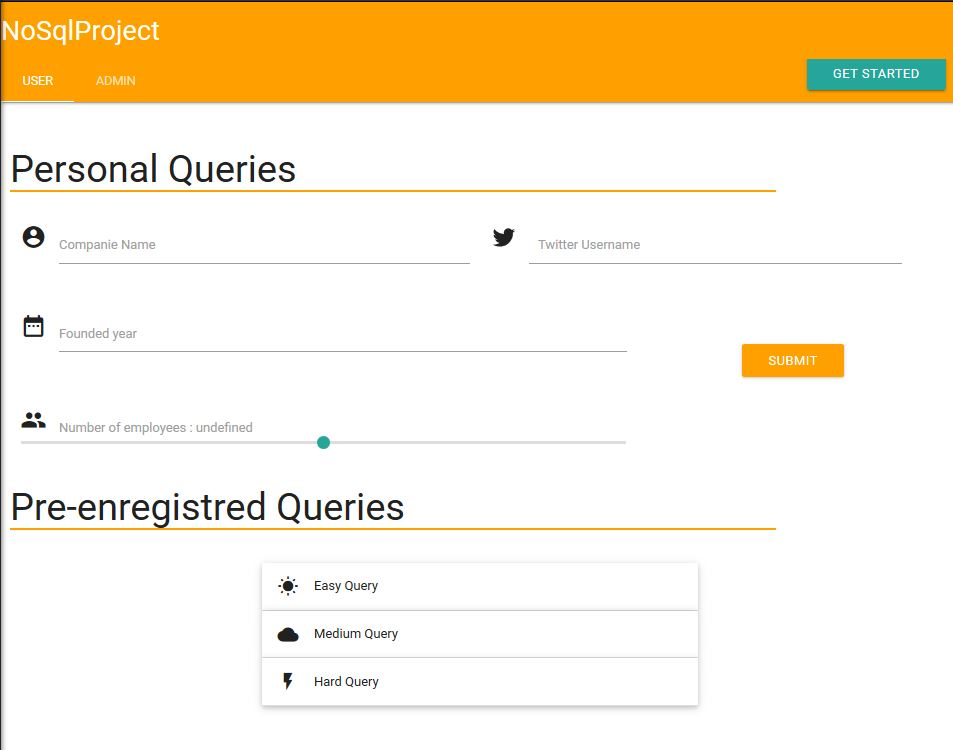 NoSqlProject
USER ADMIN GET STARTED
Personal Queries
Companie Name Twitter Username
Founded year
SUBMIT
Number of employees : undefined
Pre-enregistred Queries
Easy Query
Medium Query
Hard Query